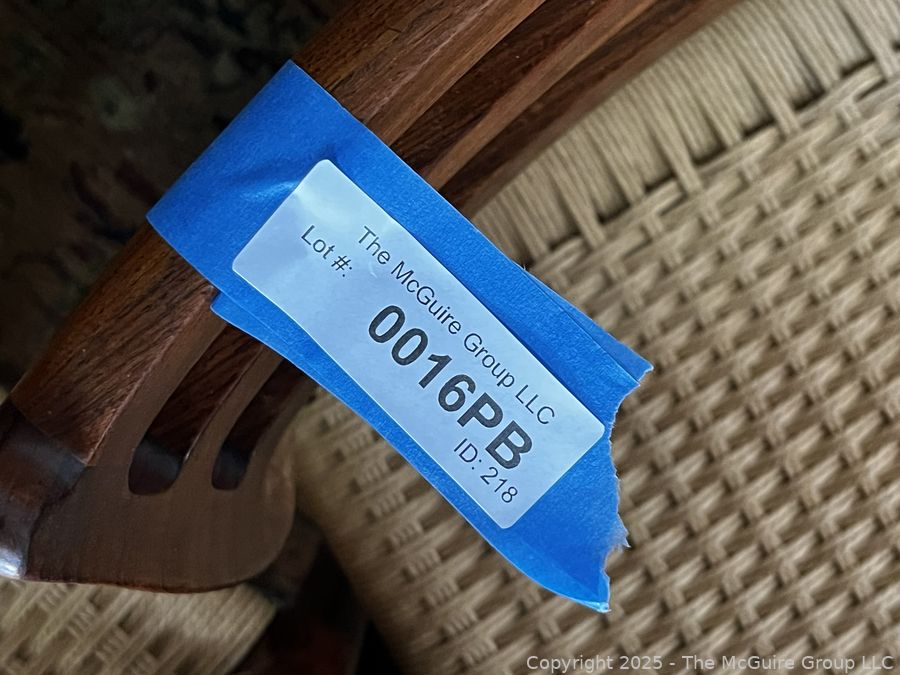 The McGuire Group LLC
Lot #:
0016PB
ID: 218
Copyright 2025 - The McGuire Group LLC